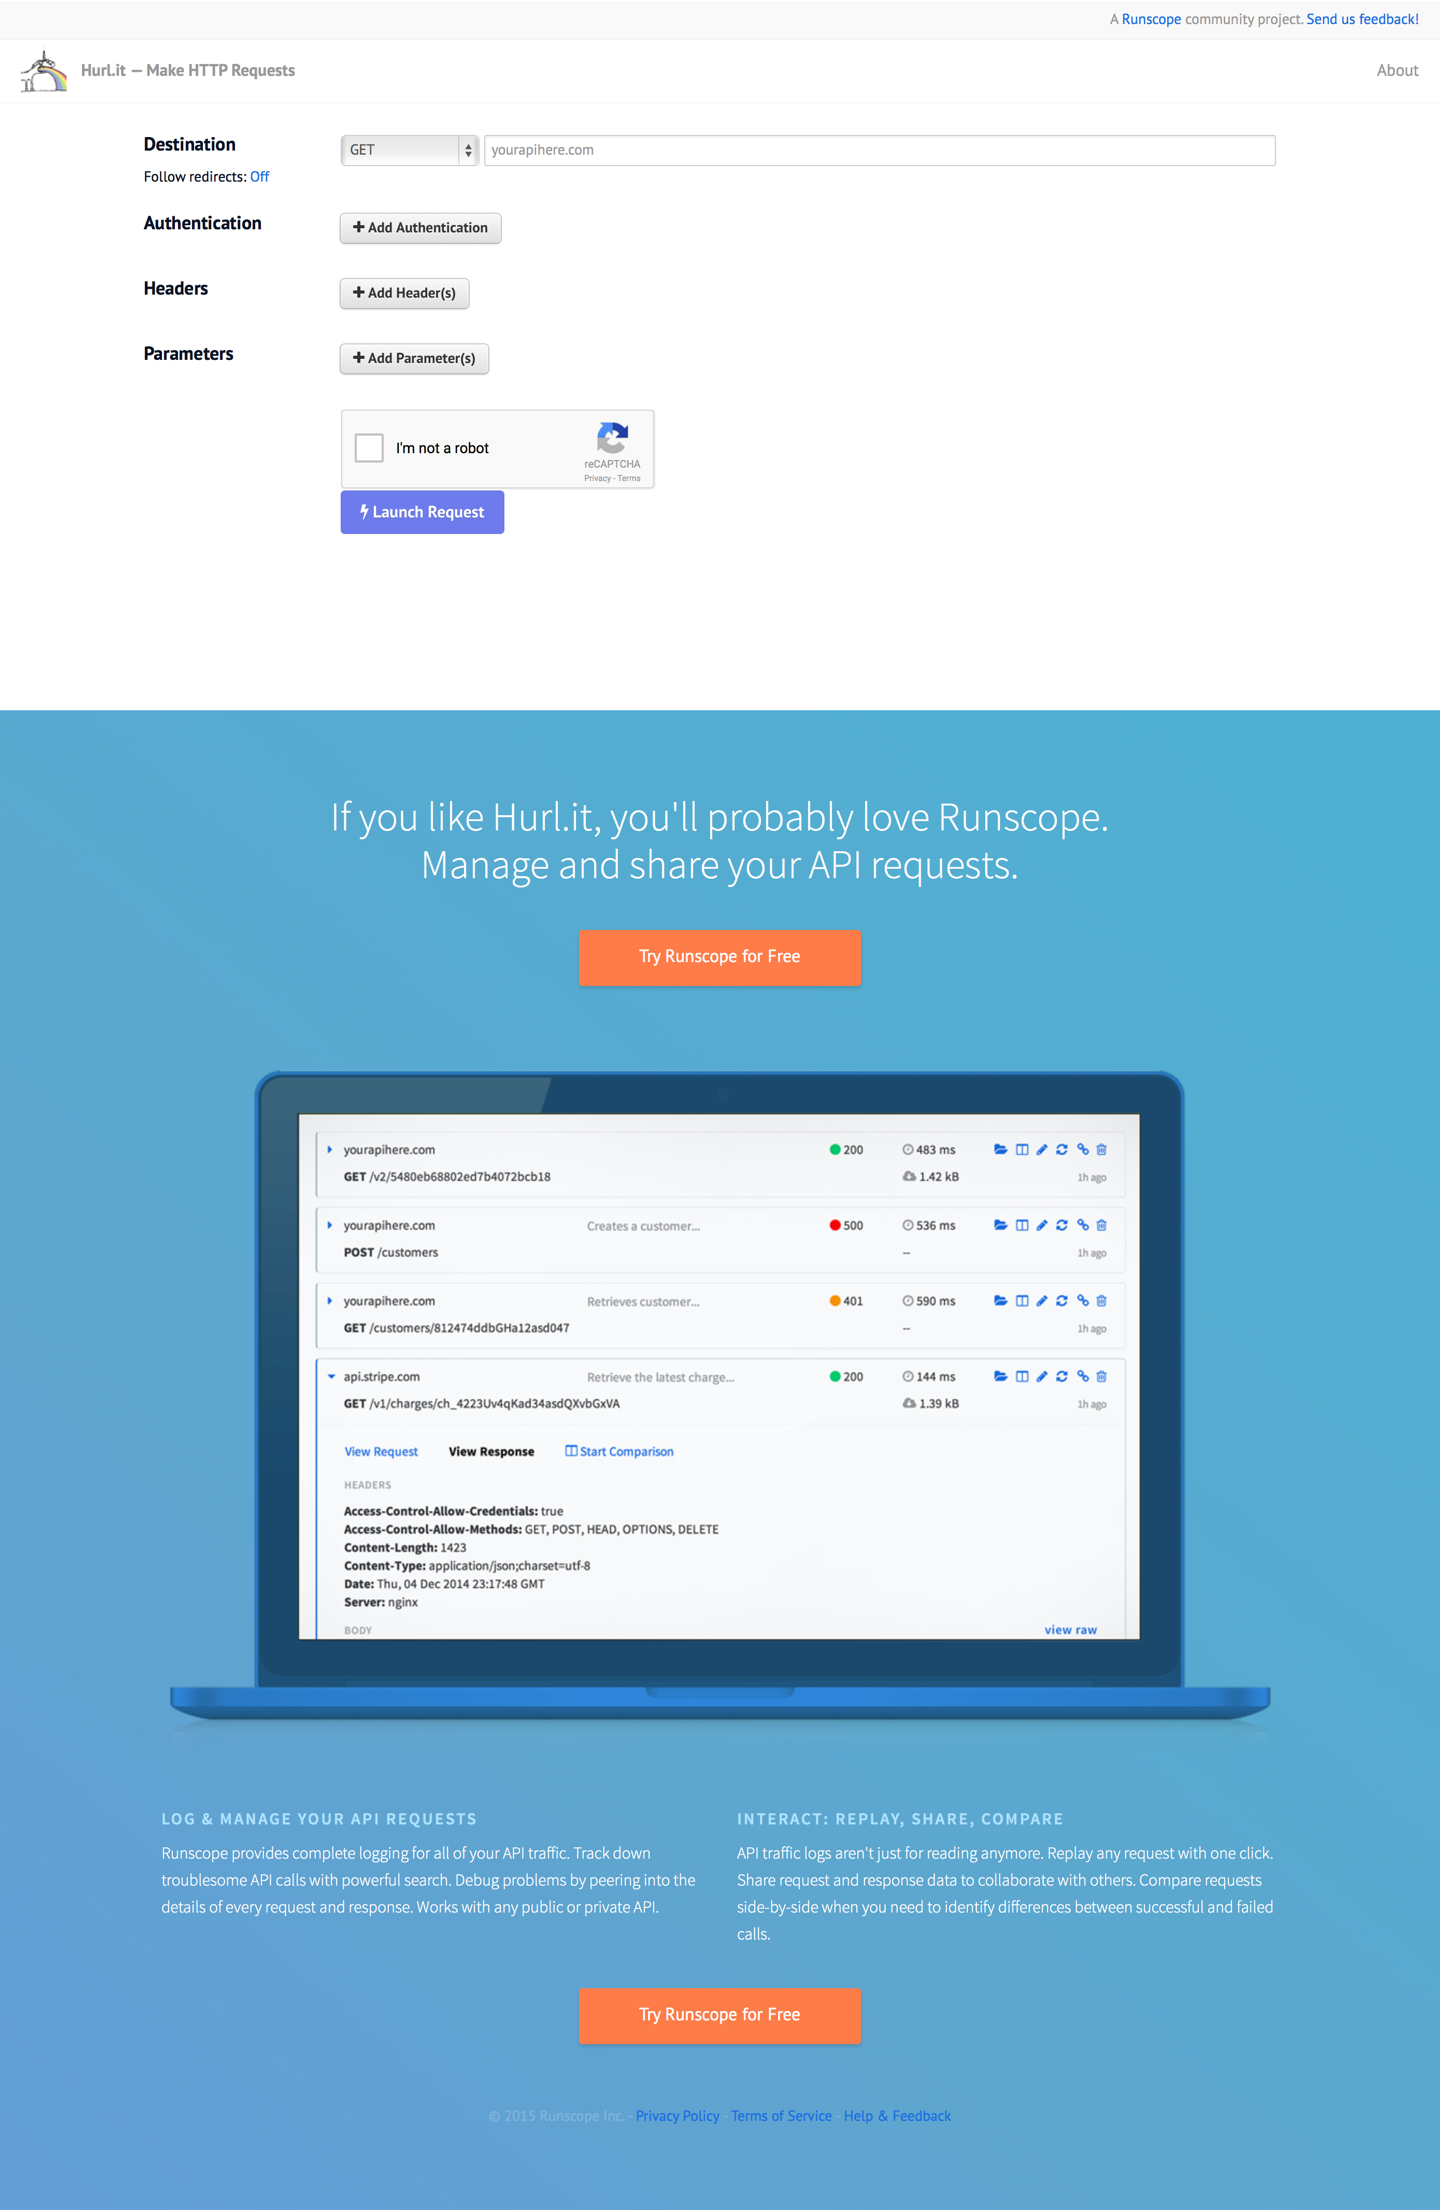 A Runscope community project. Send us feedback!
Hurl.it — Make HTTP Requests
About
Destination
GET
yourapihere.com
Follow redirects: Off
Authentication
Add Authentication
Headers
Add Header(s)
Parameters
Add Parameter(s)
I'm not a robot
reCAPTCHA
Privacy - Terms
Launch Request
If you like Hurl.it, you'll probably love Runscope.
Manage and share your API requests.
Try Runscope for Free
yourapihere.com 200 483 ms
GET /v2/5480eb68802ed7b4072bcb18 1.42 kB 1h ago
yourapihere.com Creates a customer... 500 536 ms
POST /customers -- 1h ago
yourapihere.com Retrieves customer... 401 590 ms
GET /customers/812474ddbGHa12asd047 -- 1h ago
api.stripe.com Retrieve the latest charge... 200 144 ms
GET /v1/charges/ch_4223Uv4qKad34asdQXvbGxVA 1.39 kB 1h ago
View Request View Response Start Comparison
HEADERS
Access-Control-Allow-Credentials: true
Access-Control-Allow-Methods: GET, POST, HEAD, OPTIONS, DELETE
Content-Length: 1423
Content-Type: application/json;charset=utf-8
Date: Thu, 04 Dec 2014 23:17:48 GMT
Server: nginx
BODY view raw
LOG & MANAGE YOUR API REQUESTS
Runscope provides complete logging for all of your API traffic. Track down
troublesome API calls with powerful search. Debug problems by peering into the
details of every request and response. Works with any public or private API.
INTERACT: REPLAY, SHARE, COMPARE
API traffic logs aren't just for reading anymore. Replay any request with one click.
Share request and response data to collaborate with others. Compare requests
side-by-side when you need to identify differences between successful and failed
calls.
Try Runscope for Free
© 2015 Runscope Inc. - Privacy Policy - Terms of Service - Help & Feedback